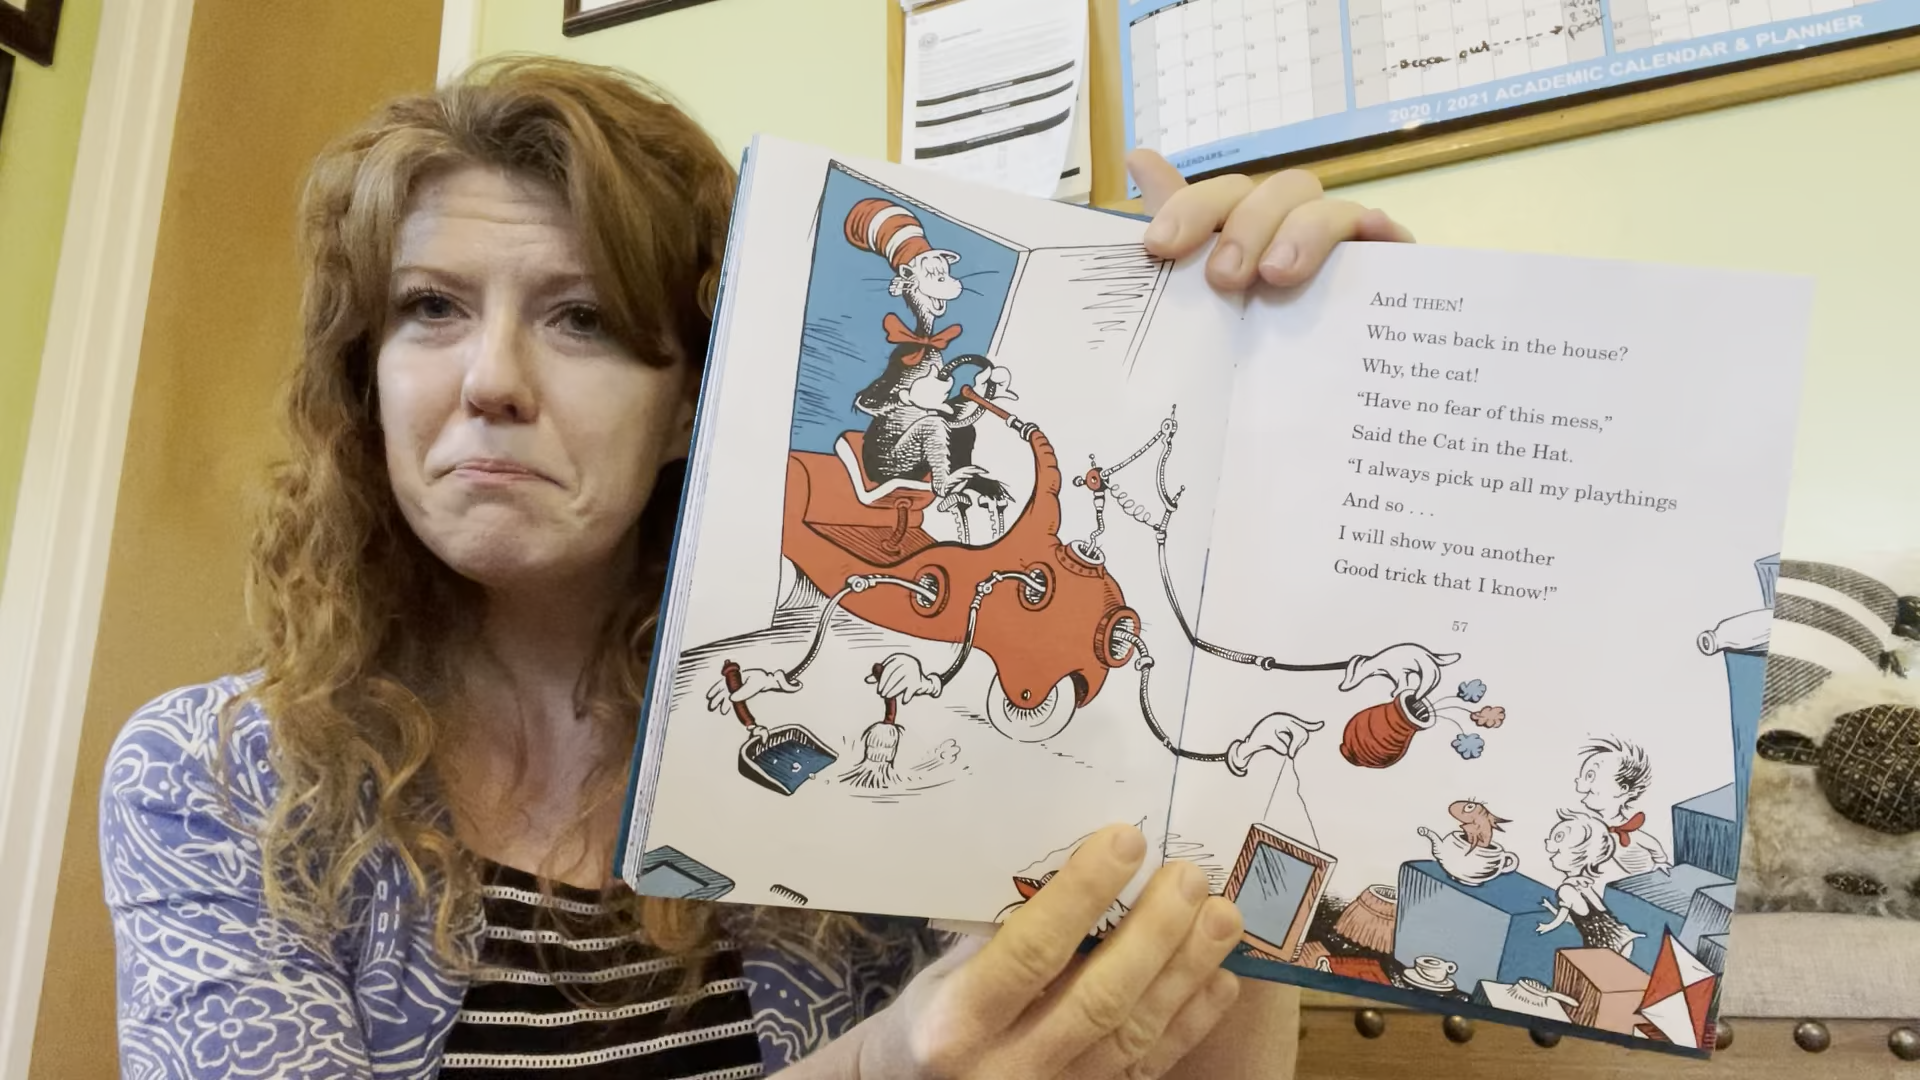 2020 / 2021 ACADEMIC CALENDAR & PLANNER
And THEN!
Who was back in the house?
Why, the cat!
“Have no fear of this mess,”
Said the Cat in the Hat.
“I always pick up all my playthings
And so . . .
I will show you another
Good trick that I know!”
57